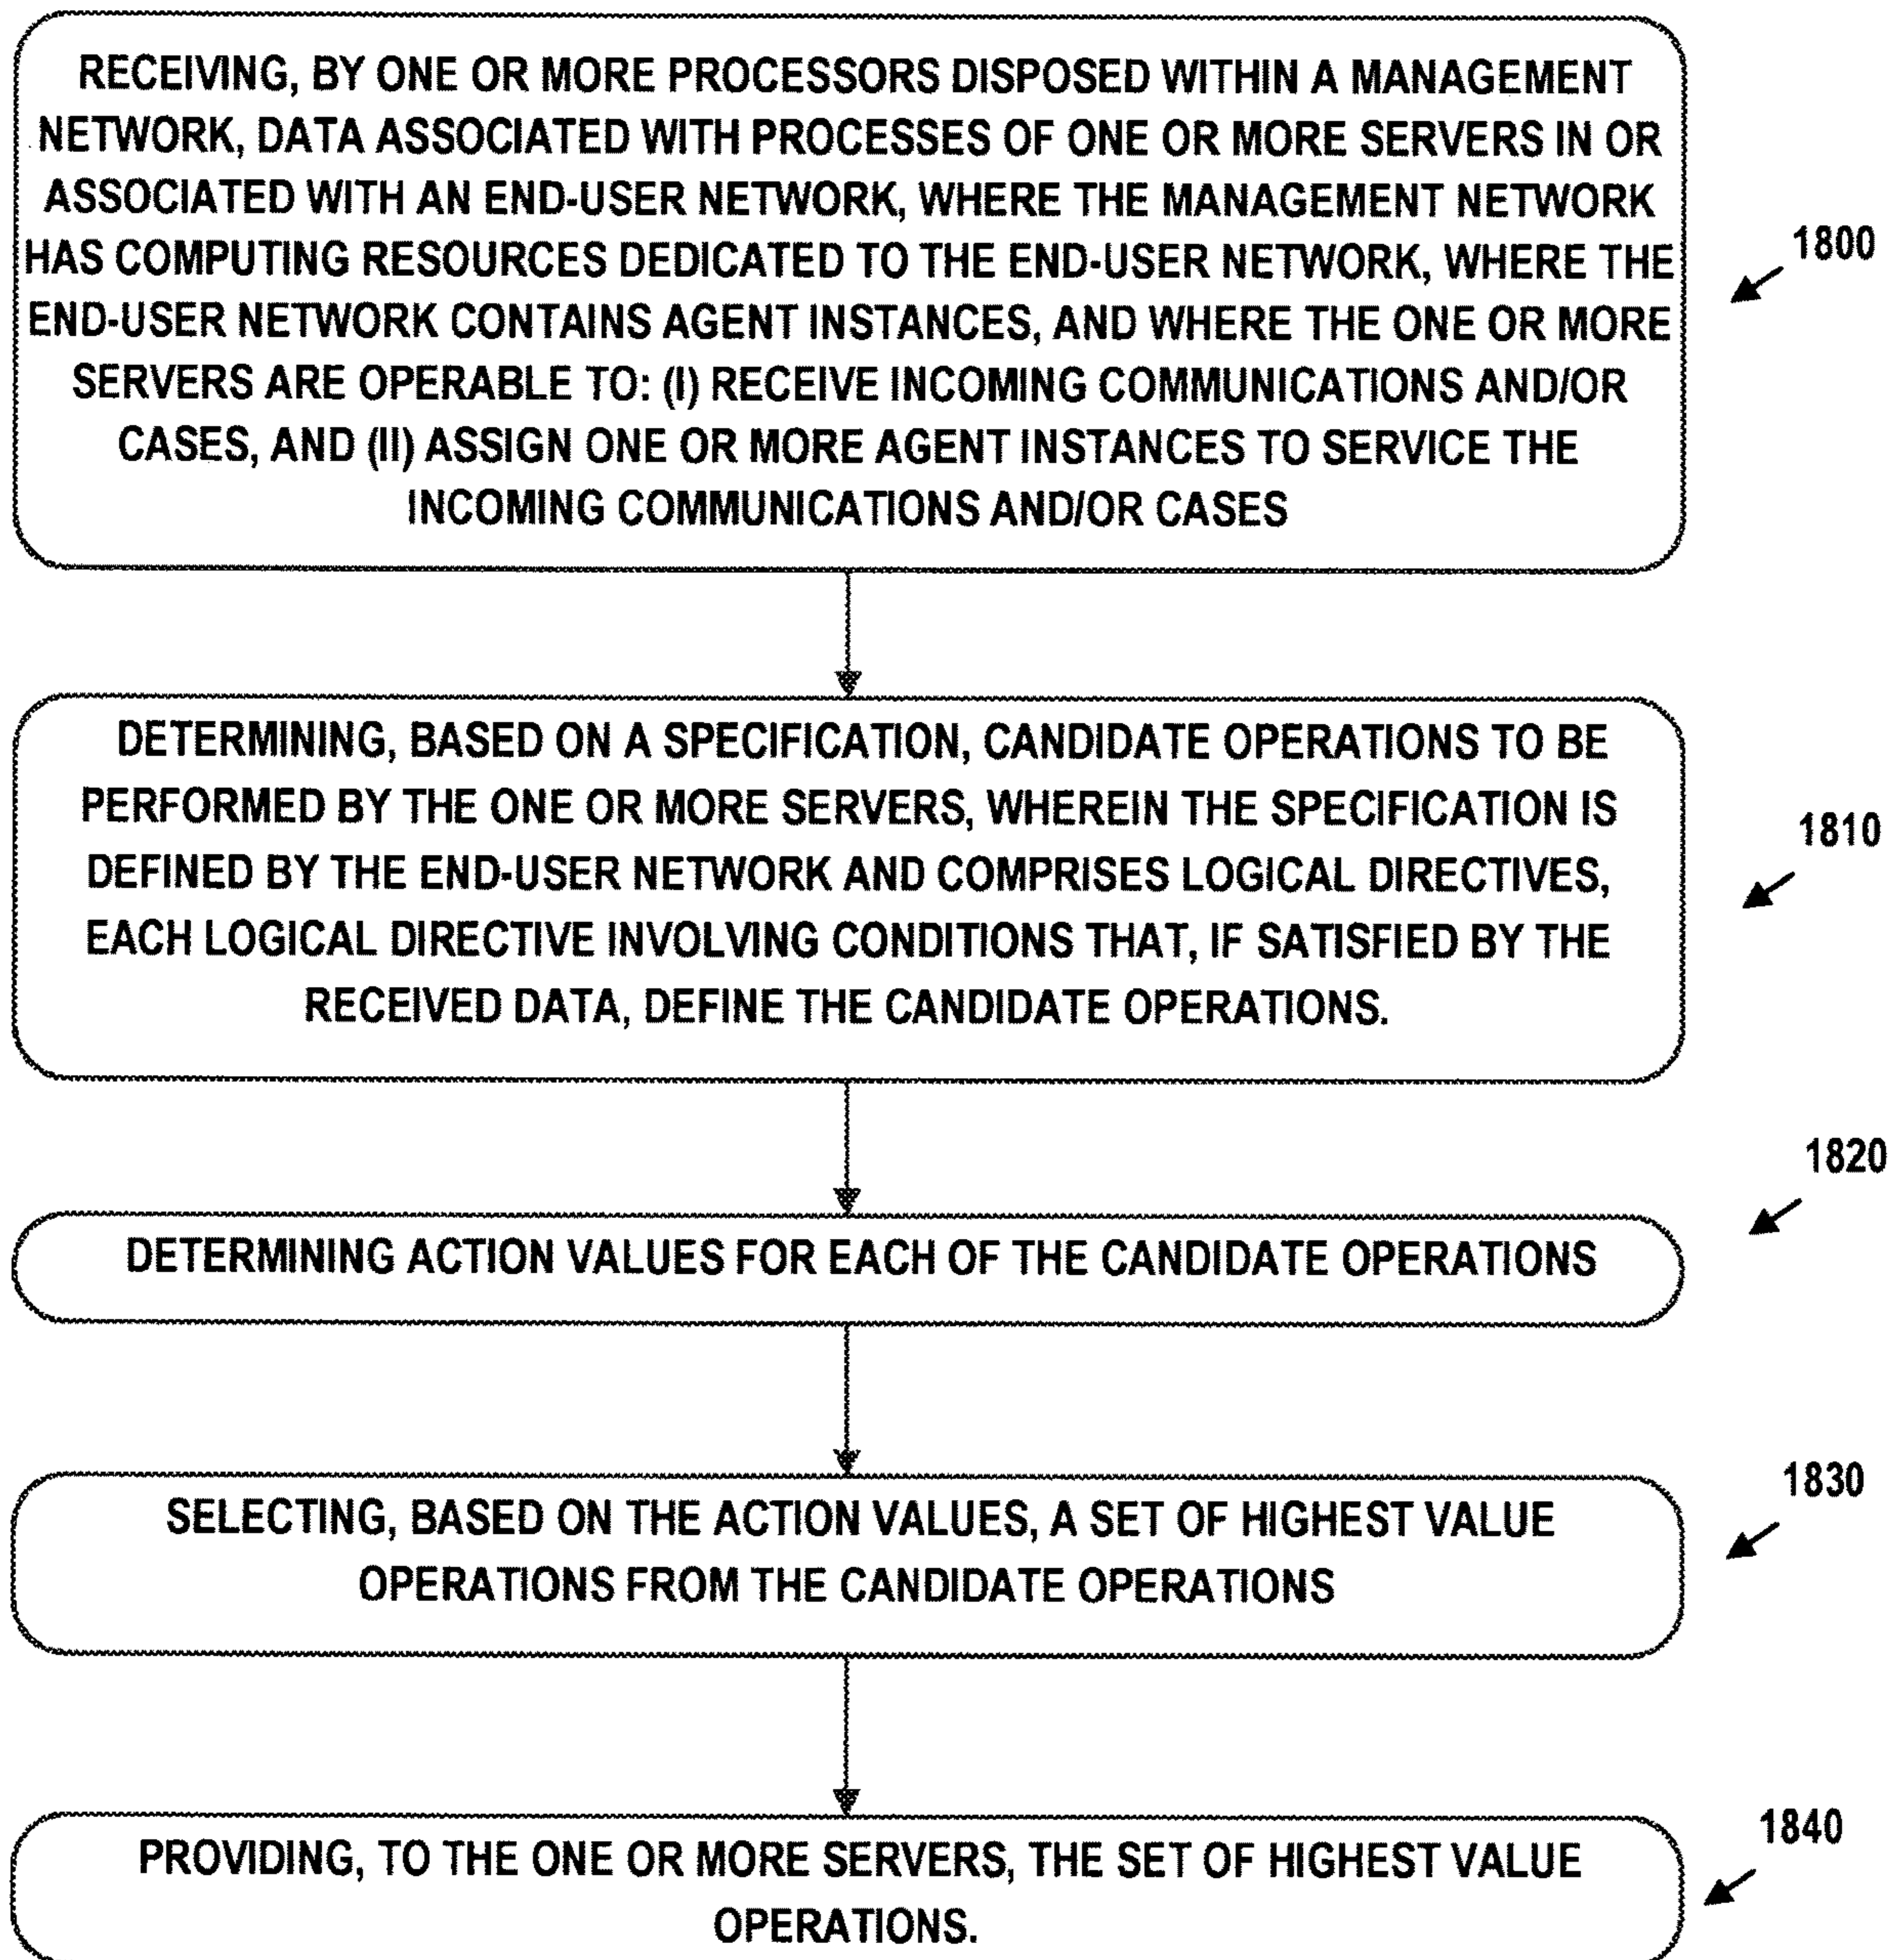 RECEIVING, BY ONE OR MORE PROCESSORS DISPOSED WITHIN A MANAGEMENT
NETWORK, DATA ASSOCIATED WITH PROCESSES OF ONE OR MORE SERVERS IN OR
ASSOCIATED WITH AN END-USER NETWORK, WHERE THE MANAGEMENT NETWORK
HAS COMPUTING RESOURCES DEDICATED TO THE END-USER NETWORK, WHERE THE
END-USER NETWORK CONTAINS AGENT INSTANCES, AND WHERE THE ONE OR MORE
SERVERS ARE OPERABLE TO: (I) RECEIVE INCOMING COMMUNICATIONS AND/OR
CASES, AND (II) ASSIGN ONE OR MORE AGENT INSTANCES TO SERVICE THE
INCOMING COMMUNICATIONS AND/OR CASES
1800
DETERMINING, BASED ON A SPECIFICATION, CANDIDATE OPERATIONS TO BE
PERFORMED BY THE ONE OR MORE SERVERS, WHEREIN THE SPECIFICATION IS
DEFINED BY THE END-USER NETWORK AND COMPRISES LOGICAL DIRECTIVES,
EACH LOGICAL DIRECTIVE INVOLVING CONDITIONS THAT, IF SATISFIED BY THE
RECEIVED DATA, DEFINE THE CANDIDATE OPERATIONS.
1810
DETERMINING ACTION VALUES FOR EACH OF THE CANDIDATE OPERATIONS
1820
SELECTING, BASED ON THE ACTION VALUES, A SET OF HIGHEST VALUE
OPERATIONS FROM THE CANDIDATE OPERATIONS
1830
PROVIDING, TO THE ONE OR MORE SERVERS, THE SET OF HIGHEST VALUE
OPERATIONS.
1840